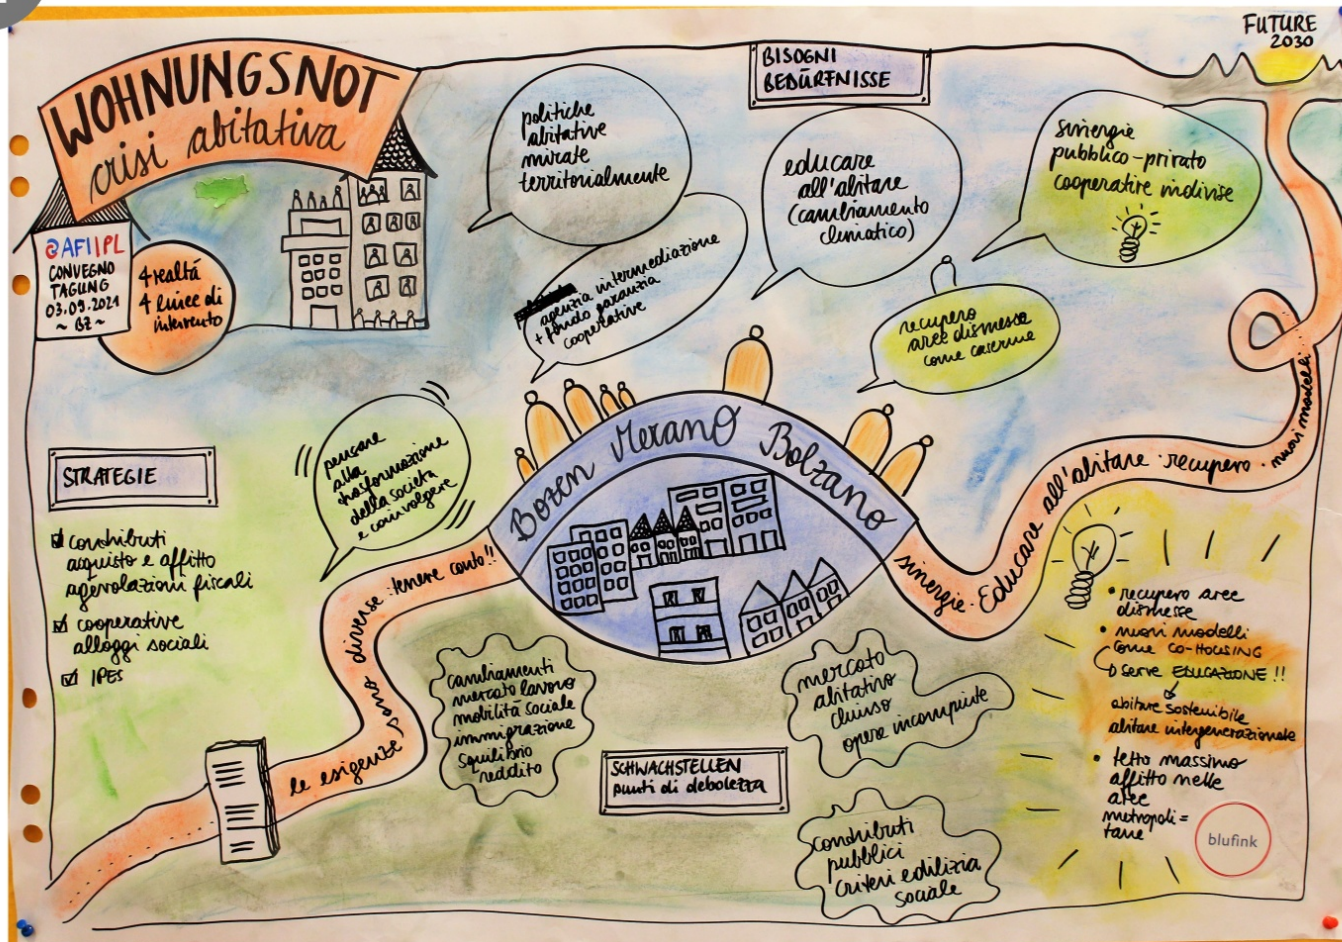 WOHNUNGSNOT
crisi abitativa
AFI IPL
CONVEGNO
TAGUNG
03.09.2021
~ BZ ~
4 realtá
4 linee di
intervento
FUTURE
2030
BISOGNI
BEDÜRFNISSE
politiche
abitative
mirate
territorialmente
agenzia intermediazione
+ fondo garanzia
cooperative
educare
all'abitare
(cambiamento
climatico)
sinergie
pubblico-privato
cooperative indivise
recupero
aree dismesse
come caserme
pensare
alla
trasformazione
della società
e coinvolgere
STRATEGIE
contributi
acquisto e affitto
agevolazioni fiscali
cooperative
alloggi sociali
IPES
Bozen Merano Bolzano
le esigenze sono diverse · tenere conto!!
sinergie · Educare all'abitare · recupero · nuovi modelli
cambiamenti
mercato lavoro
mobilità sociale
immigrazione
squilibrio
reddito
SCHWACHSTELLEN
punti di debolezza
mercato
abitativo
chiuso
opere incompiute
contributi
pubblici
criteri edilizia
sociale
• recupero aree
dismesse
• nuovi modelli
come CO-HOUSING
serve EDUCAZIONE !!
abitare sostenibile
abitare intergenerazionale
• tetto massimo
affitto nelle
aree
metropoli =
tane
blufink